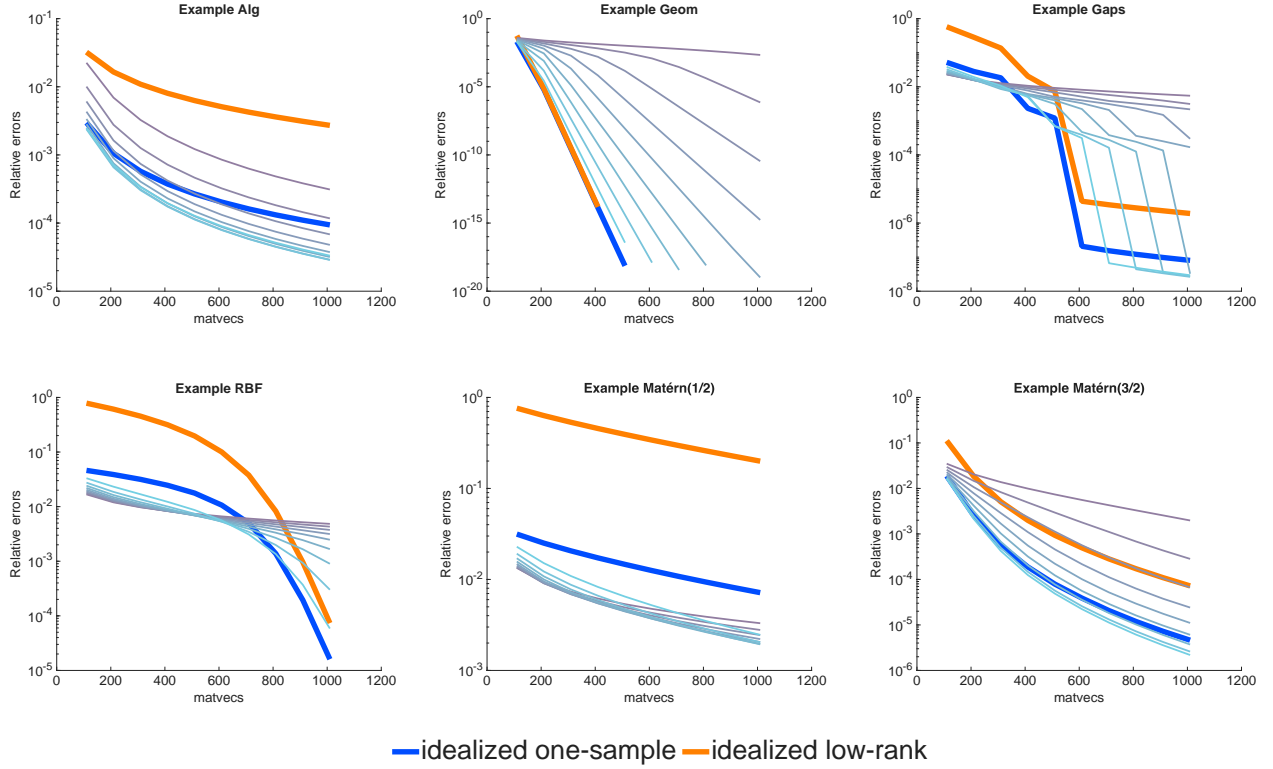 Example Alg
Relative errors
10^-1
10^-2
10^-3
10^-4
10^-5
0 200 400 600 800 1000 1200
matvecs
Example Geom
Relative errors
10^0
10^-5
10^-10
10^-15
10^-20
0 200 400 600 800 1000 1200
matvecs
Example Gaps
Relative errors
10^0
10^-2
10^-4
10^-6
10^-8
0 200 400 600 800 1000 1200
matvecs
Example RBF
Relative errors
10^0
10^-1
10^-2
10^-3
10^-4
10^-5
0 200 400 600 800 1000 1200
matvecs
Example Matérn(1/2)
Relative errors
10^0
10^-1
10^-2
10^-3
0 200 400 600 800 1000 1200
matvecs
Example Matérn(3/2)
Relative errors
10^0
10^-1
10^-2
10^-3
10^-4
10^-5
10^-6
0 200 400 600 800 1000 1200
matvecs
idealized one-sample idealized low-rank